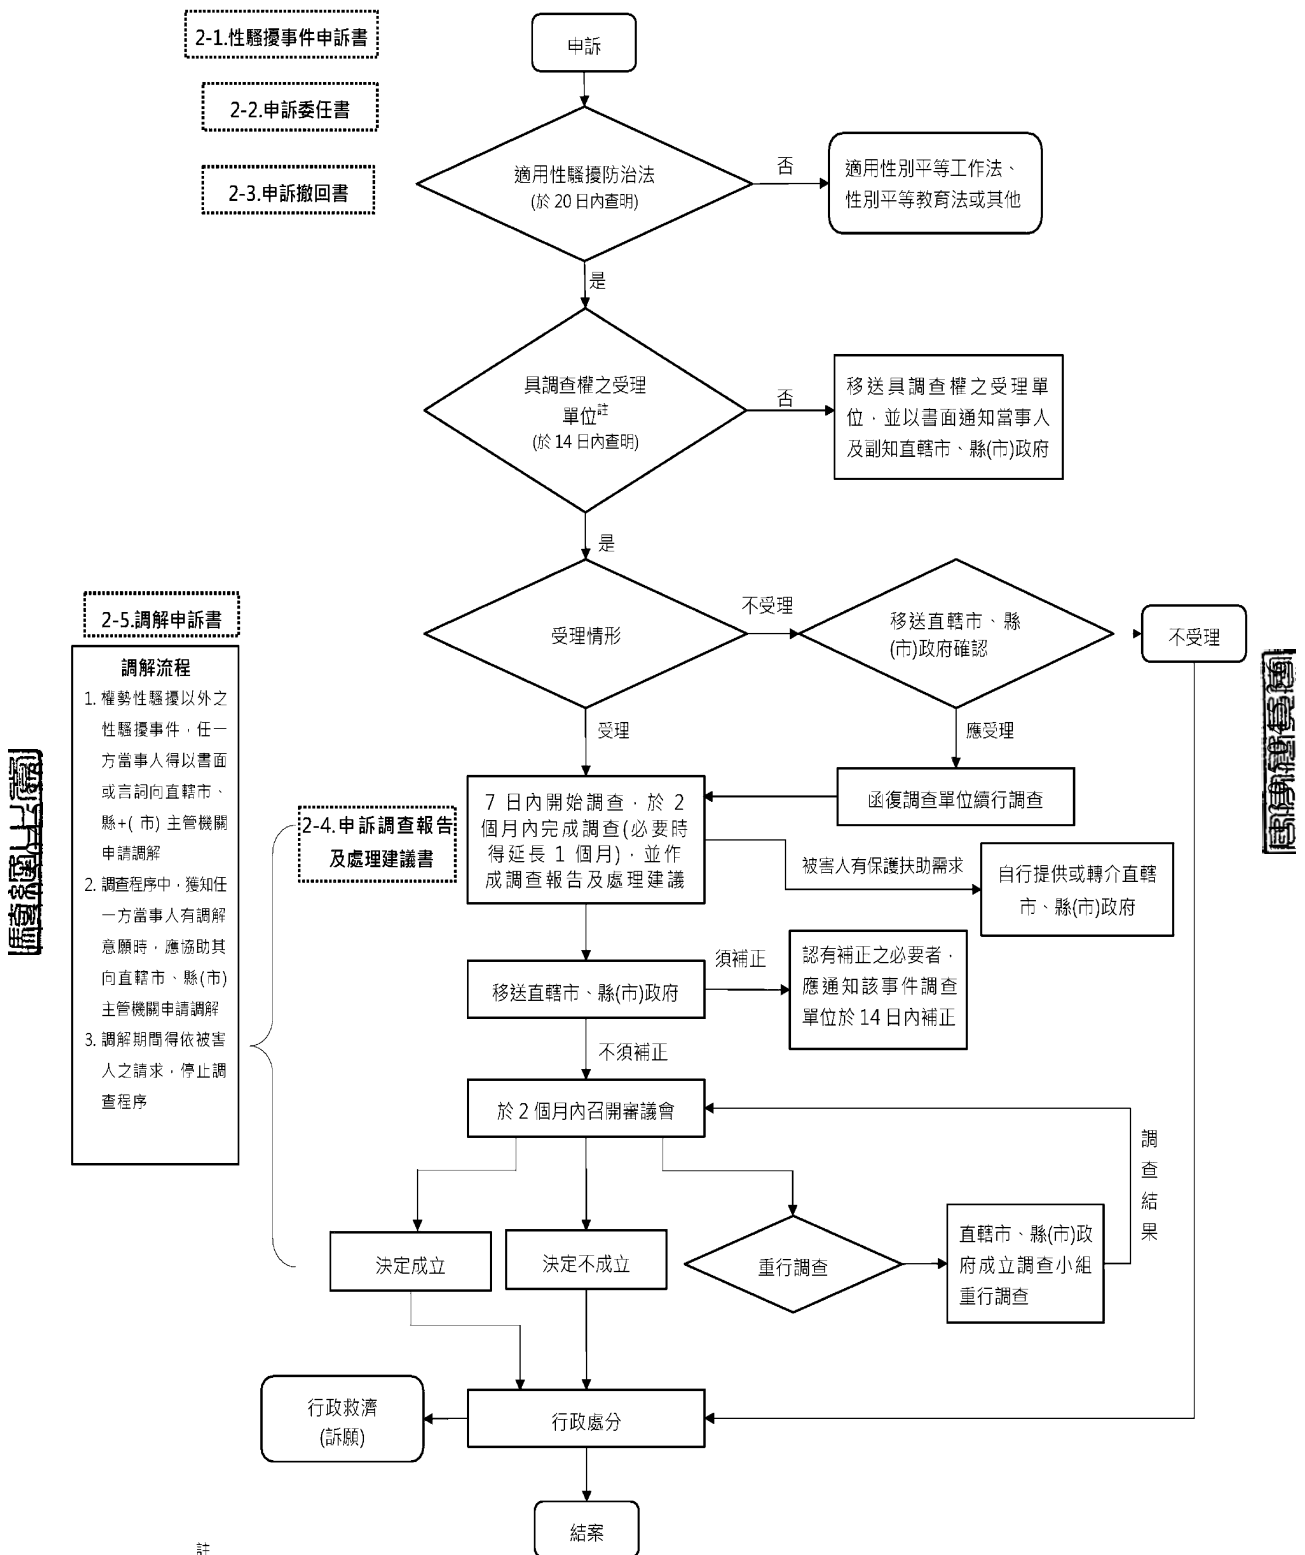 2-1.性騷擾事件申訴書
申訴
2-2.申訴委任書
適用性騷擾防治法
(於 20 日內查明)
否
適用性別平等工作法、
性別平等教育法或其他
2-3.申訴撤回書
是
具調查權之受理
單位註
(於 14 日內查明)
否
移送具調查權之受理單
位，並以書面通知當事人
及副知直轄市、縣(市)政府
是
受理情形
不受理
移送直轄市、縣
(市)政府確認
不受理
2-5.調解申訴書
調解流程
1. 權勢性騷擾以外之
性騷擾事件，任一
方當事人得以書面
或言詞向直轄市、
縣+( 市) 主管機關
申請調解
2. 調查程序中，獲知任
一方當事人有調解
意願時，應協助其
向直轄市、縣(市)
主管機關申請調解
3. 調解期間得依被害
人之請求，停止調
查程序
受理
應受理
函復調查單位續行調查
2-4.申訴調查報告
及處理建議書
7 日內開始調查，於 2
個月內完成調查(必要時
得延長 1 個月)，並作
成調查報告及處理建議
被害人有保護扶助需求
自行提供或轉介直轄
市、縣(市)政府
移送直轄市、縣(市)政府
須補正
認有補正之必要者，
應通知該事件調查
單位於 14 日內補正
不須補正
於 2 個月內召開審議會
調查結果
決定成立
決定不成立
重行調查
直轄市、縣(市)政
府成立調查小組
重行調查
行政救濟
(訴願)
行政處分
結案
註